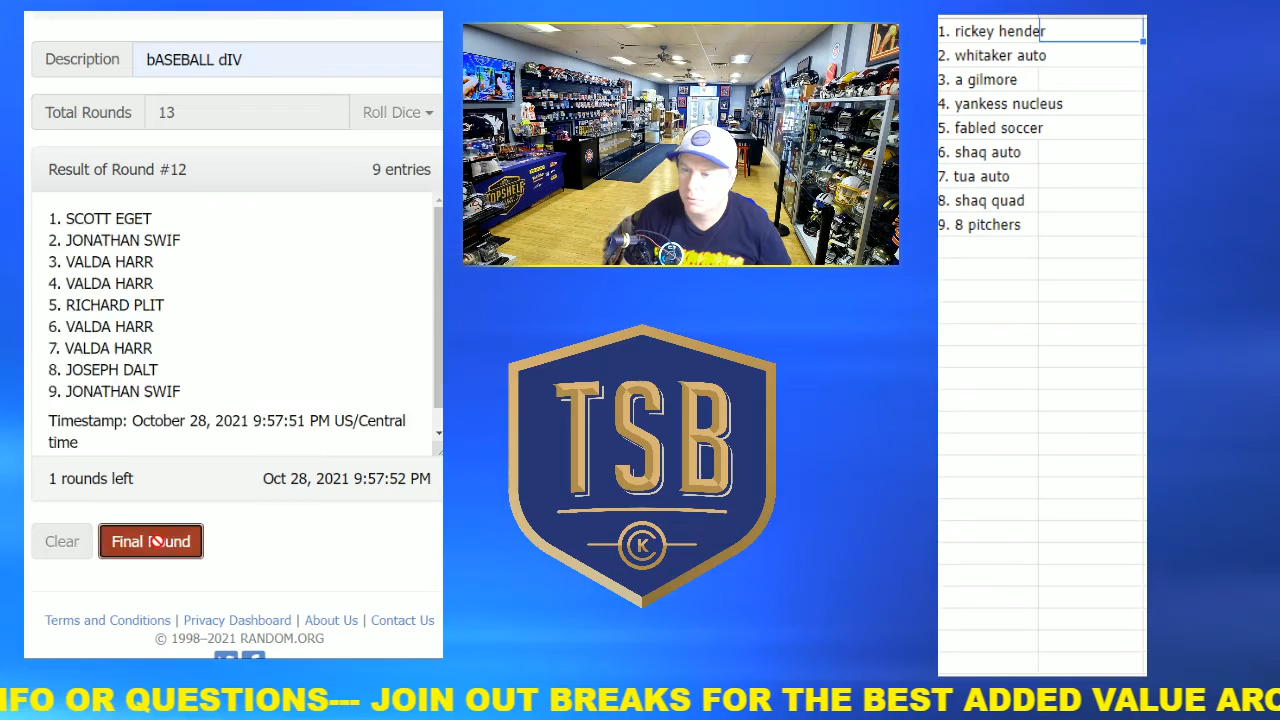 Description bASEBALL dIV
Total Rounds 13 Roll Dice
Result of Round #12 9 entries
1. SCOTT EGET
2. JONATHAN SWIF
3. VALDA HARR
4. VALDA HARR
5. RICHARD PLIT
6. VALDA HARR
7. VALDA HARR
8. JOSEPH DALT
9. JONATHAN SWIF
Timestamp: October 28, 2021 9:57:51 PM US/Central
time
1 rounds left Oct 28, 2021 9:57:52 PM
Clear Final Round
Terms and Conditions | Privacy Dashboard | About Us | Contact Us
© 1998–2021 RANDOM.ORG
TOPSHELF
TSB
CK
1. rickey hender
2. whitaker auto
3. a gilmore
4. yankess nucleus
5. fabled soccer
6. shaq auto
7. tua auto
8. shaq quad
9. 8 pitchers
NFO OR QUESTIONS--- JOIN OUT BREAKS FOR THE BEST ADDED VALUE ARO